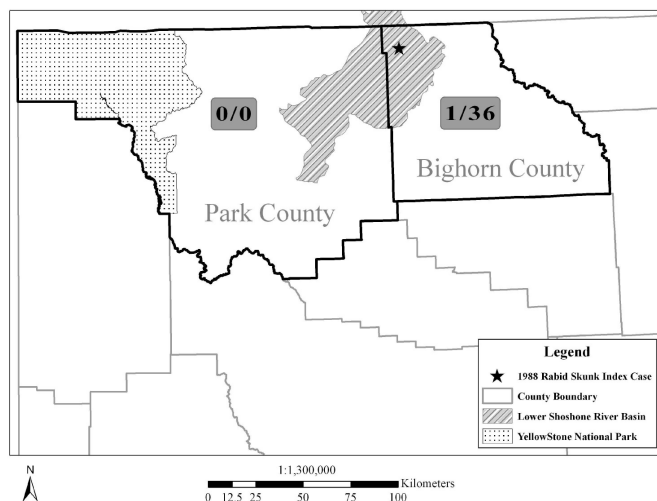 0/0
1/36
Bighorn County
Park County
Legend
1988 Rabid Skunk Index Case
County Boundary
Lower Shoshone River Basin
YellowStone National Park
N
1:1,300,000
Kilometers
0 12.5 25 50 75 100